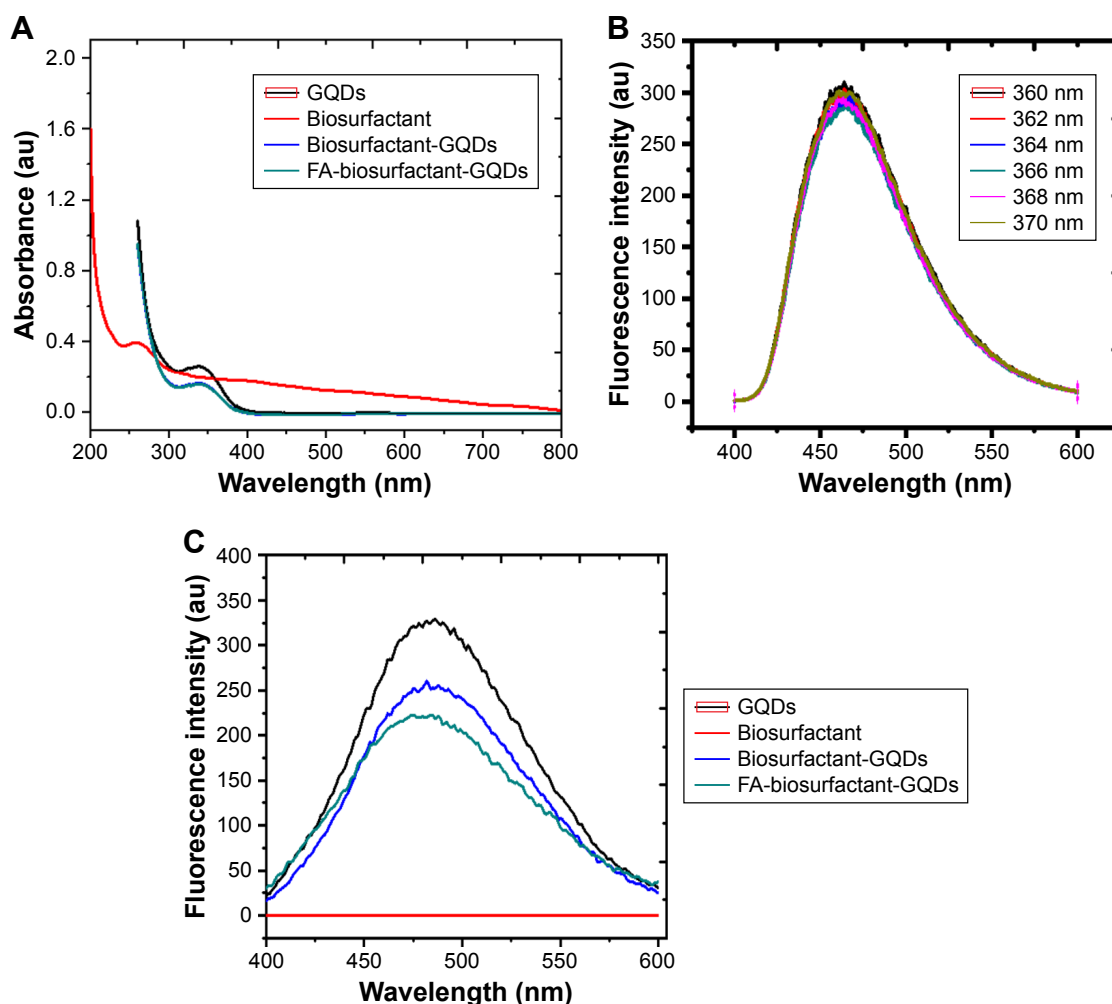 A
Absorbance (au)
2.0
1.6
1.2
0.8
0.4
0.0
GQDs
Biosurfactant
Biosurfactant-GQDs
FA-biosurfactant-GQDs
200 300 400 500 600 700 800
Wavelength (nm)
B
Fluorescence intensity (au)
350
300
250
200
150
100
50
0
360 nm
362 nm
364 nm
366 nm
368 nm
370 nm
400 450 500 550 600
Wavelength (nm)
C
Fluorescence intensity (au)
400
350
300
250
200
150
100
50
0
400 450 500 550 600
Wavelength (nm)
GQDs
Biosurfactant
Biosurfactant-GQDs
FA-biosurfactant-GQDs